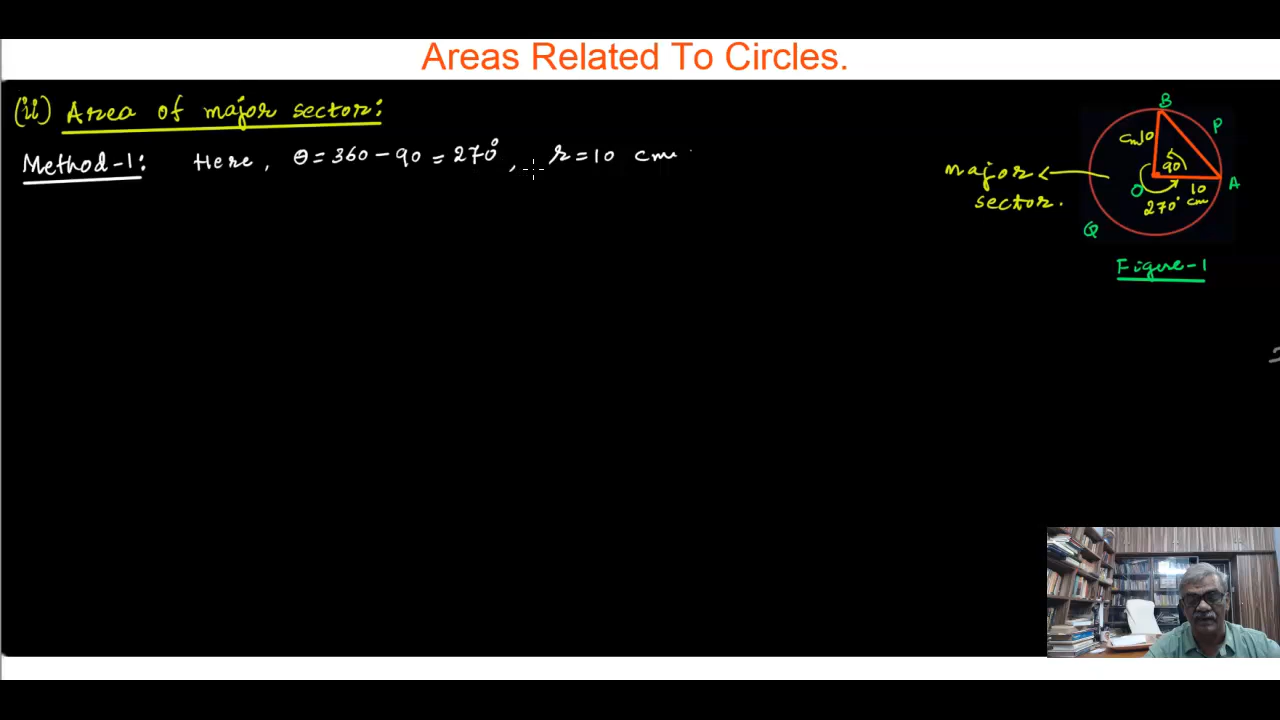 Areas Related To Circles.
(ii) Area of major sector:
Method-1: Here, θ = 360 - 90 = 270°, r = 10 cm
B
P
cm 10
90
O
10
cm
A
270°
Q
major
sector.
Figure-1